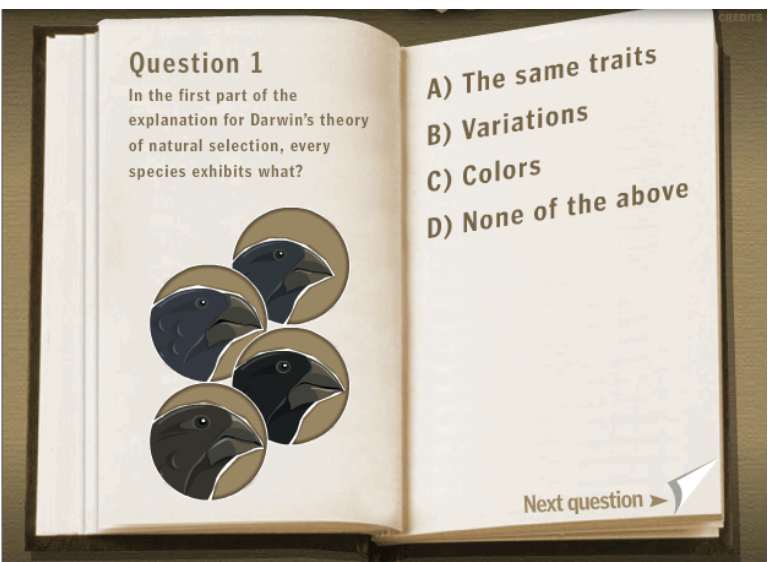 CREDITS
Question 1
In the first part of the
explanation for Darwin's theory
of natural selection, every
species exhibits what?
A) The same traits
B) Variations
C) Colors
D) None of the above
Next question